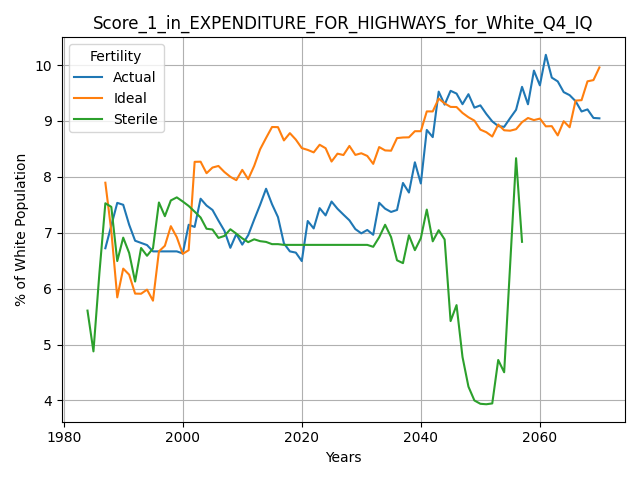 Score_1_in_EXPENDITURE_FOR_HIGHWAYS_for_White_Q4_IQ
Fertility
Actual
Ideal
Sterile
% of White Population
10
9
8
7
6
5
4
1980
2000
2020
2040
2060
Years